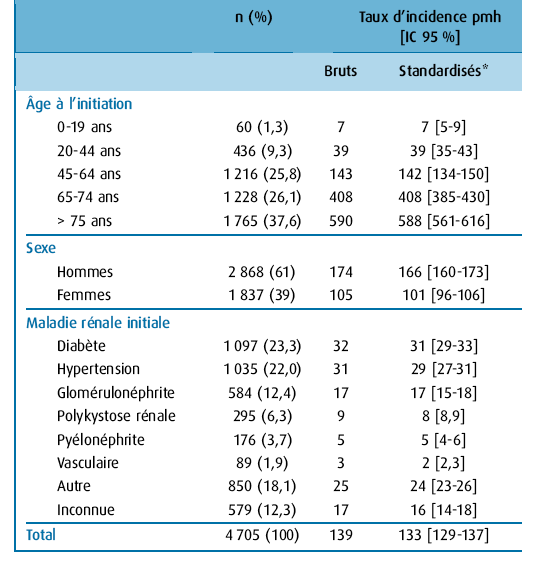 n (%) Taux d'incidence pmh
[IC 95 %]
Bruts Standardisés*
Âge à l'initiation
0-19 ans 60 (1,3) 7 7 [5-9]
20-44 ans 436 (9,3) 39 39 [35-43]
45-64 ans 1 216 (25,8) 143 142 [134-150]
65-74 ans 1 228 (26,1) 408 408 [385-430]
> 75 ans 1 765 (37,6) 590 588 [561-616]
Sexe
Hommes 2 868 (61) 174 166 [160-173]
Femmes 1 837 (39) 105 101 [96-106]
Maladie rénale initiale
Diabète 1 097 (23,3) 32 31 [29-33]
Hypertension 1 035 (22,0) 31 29 [27-31]
Glomérulonéphrite 584 (12,4) 17 17 [15-18]
Polykystose rénale 295 (6,3) 9 8 [8,9]
Pyélonéphrite 176 (3,7) 5 5 [4-6]
Vasculaire 89 (1,9) 3 2 [2,3]
Autre 850 (18,1) 25 24 [23-26]
Inconnue 579 (12,3) 17 16 [14-18]
Total 4 705 (100) 139 133 [129-137]